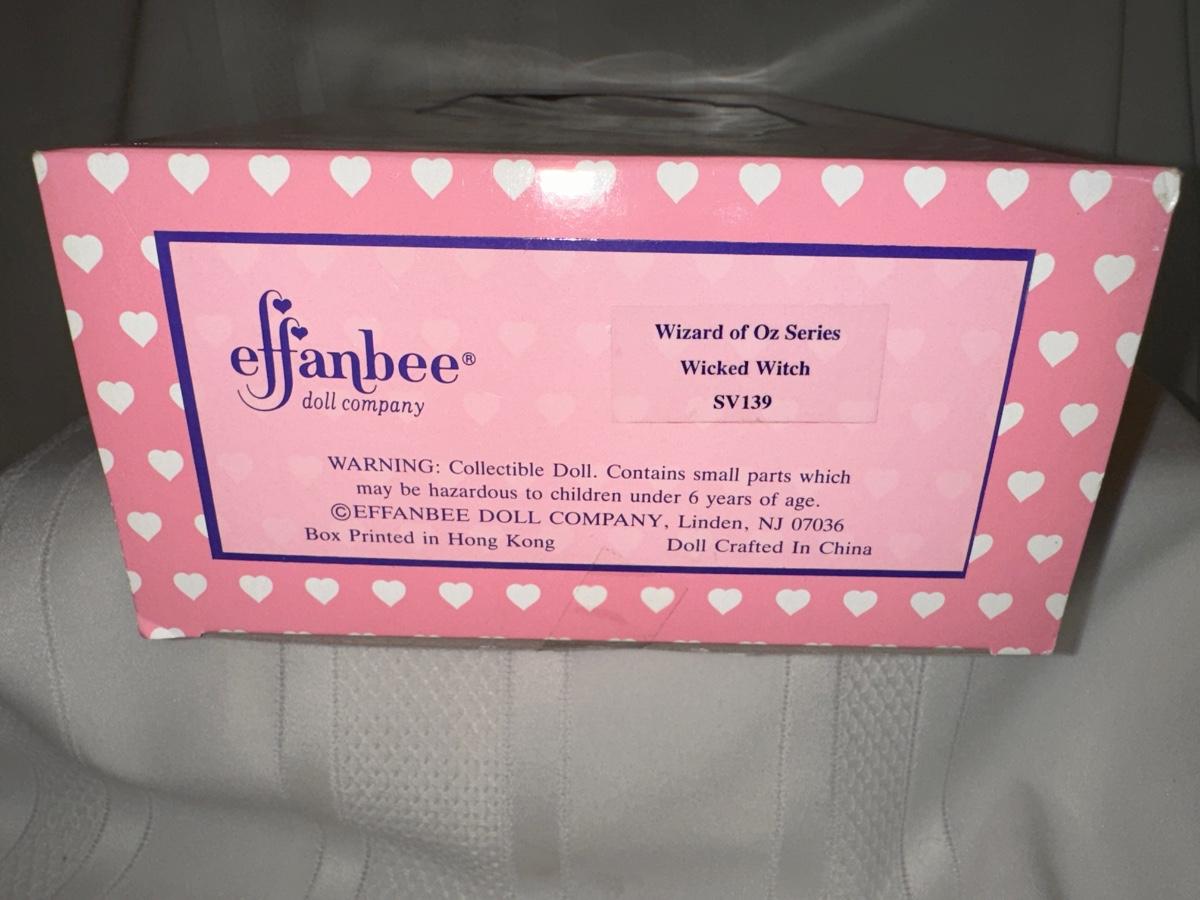 effanbee®
doll company
Wizard of Oz Series
Wicked Witch
SV139
WARNING: Collectible Doll. Contains small parts which
may be hazardous to children under 6 years of age.
©EFFANBEE DOLL COMPANY, Linden, NJ 07036
Box Printed in Hong Kong Doll Crafted In China